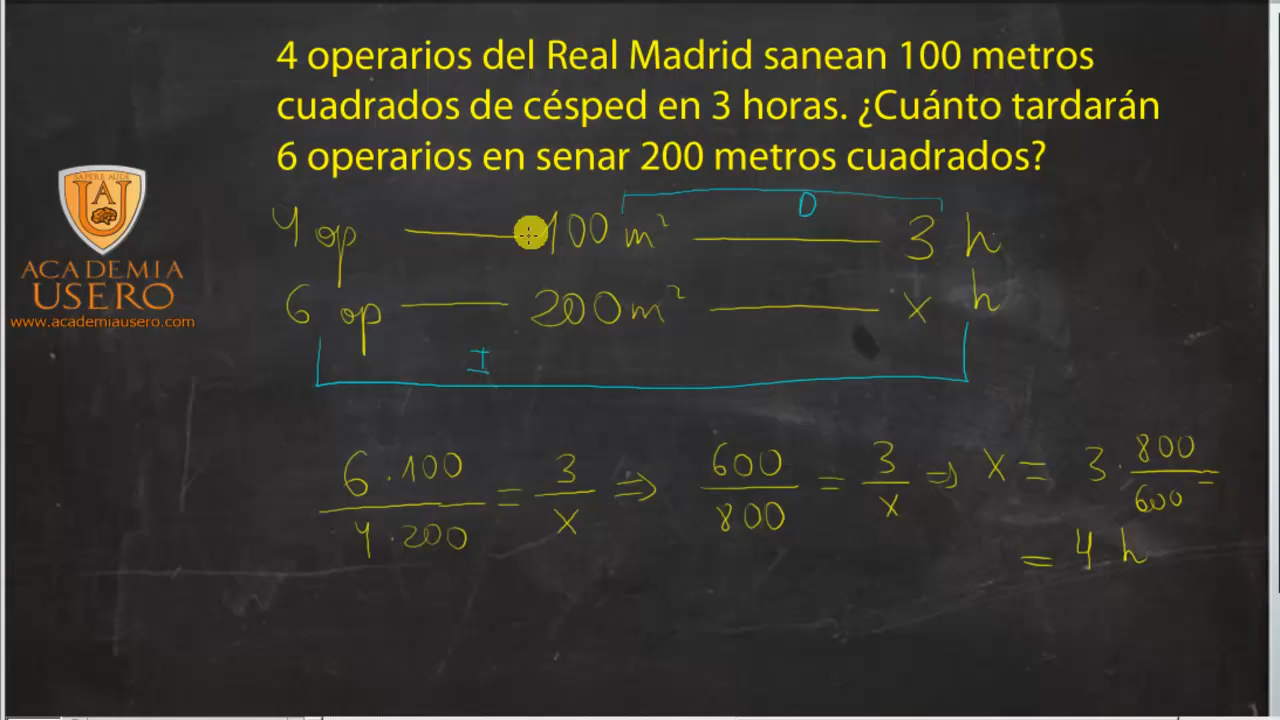 4 operarios del Real Madrid sanean 100 metros
cuadrados de césped en 3 horas. ¿Cuánto tardarán
6 operarios en senar 200 metros cuadrados?
SAPERE AUDE
UA
ACADEMIA
USERO
www.academiausero.com
D
4 op —— 100 m² —— 3 h
6 op —— 200 m² —— x h
I
6·100/4·200 = 3/x ⇒ 600/800 = 3/x ⇒ x = 3·800/600 =
= 4 h